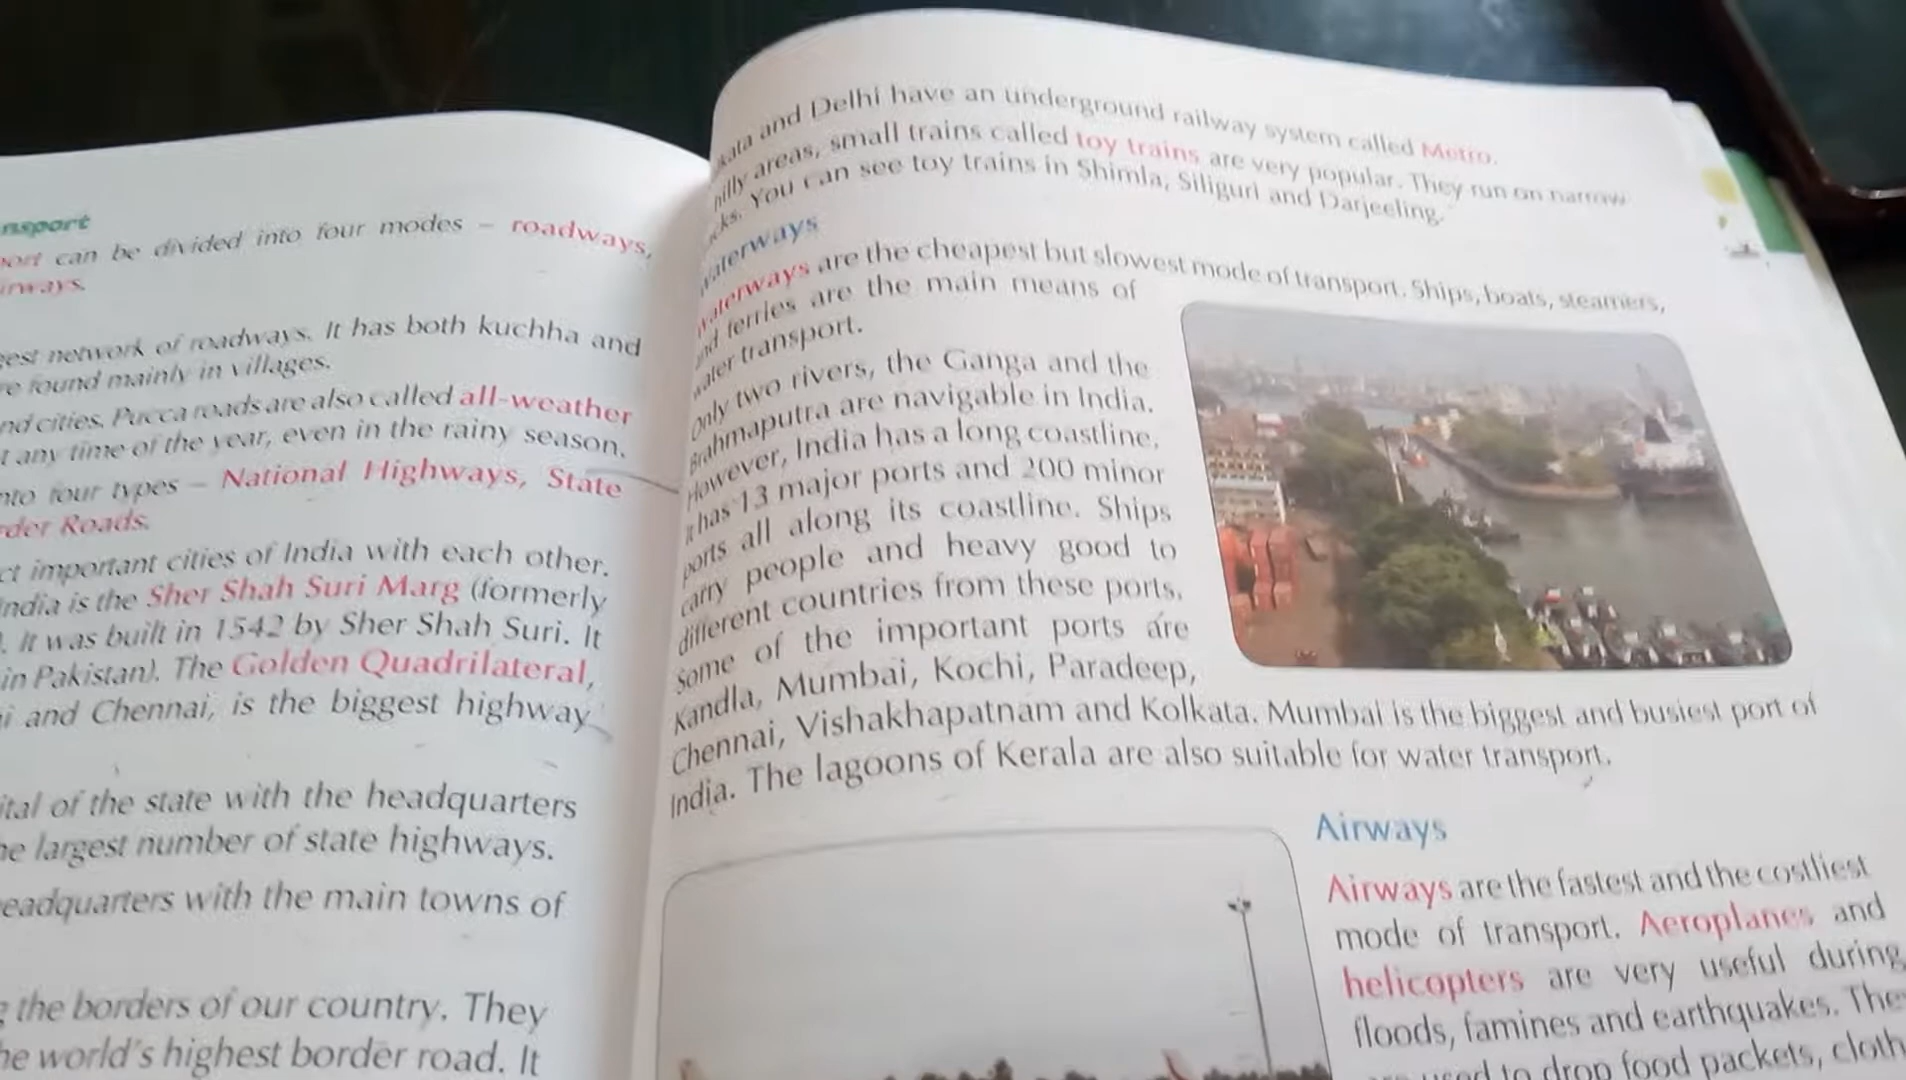 nsport
ort can be divided into four modes – roadways,
rways.
gest network of roadways. It has both kuchha and
re found mainly in villages.
nd cities. Pucca roads are also called all-weather
t any time of the year, even in the rainy season.
nto four types – National Highways, State
rder Roads.
ct important cities of India with each other.
India is the Sher Shah Suri Marg (formerly
. It was built in 1542 by Sher Shah Suri. It
in Pakistan). The Golden Quadrilateral,
i and Chennai, is the biggest highway
ital of the state with the headquarters
he largest number of state highways.
eadquarters with the main towns of
g the borders of our country. They
he world's highest border road. It
kata and Delhi have an underground railway system called Metro.
hilly areas, small trains called toy trains are very popular. They run on narrow
cks. You can see toy trains in Shimla, Siliguri and Darjeeling.
Waterways
Waterways are the cheapest but slowest mode of transport. Ships, boats, steamers,
and ferries are the main means of
water transport.
Only two rivers, the Ganga and the
Brahmaputra are navigable in India.
However, India has a long coastline.
It has 13 major ports and 200 minor
ports all along its coastline. Ships
carry people and heavy good to
different countries from these ports.
Some of the important ports are
Kandla, Mumbai, Kochi, Paradeep,
Chennai, Vishakhapatnam and Kolkata. Mumbai is the biggest and busiest port of
India. The lagoons of Kerala are also suitable for water transport.
Airways
Airways are the fastest and the costliest
mode of transport. Aeroplanes and
helicopters are very useful during
floods, famines and earthquakes. The
used to drop food packets, cloth